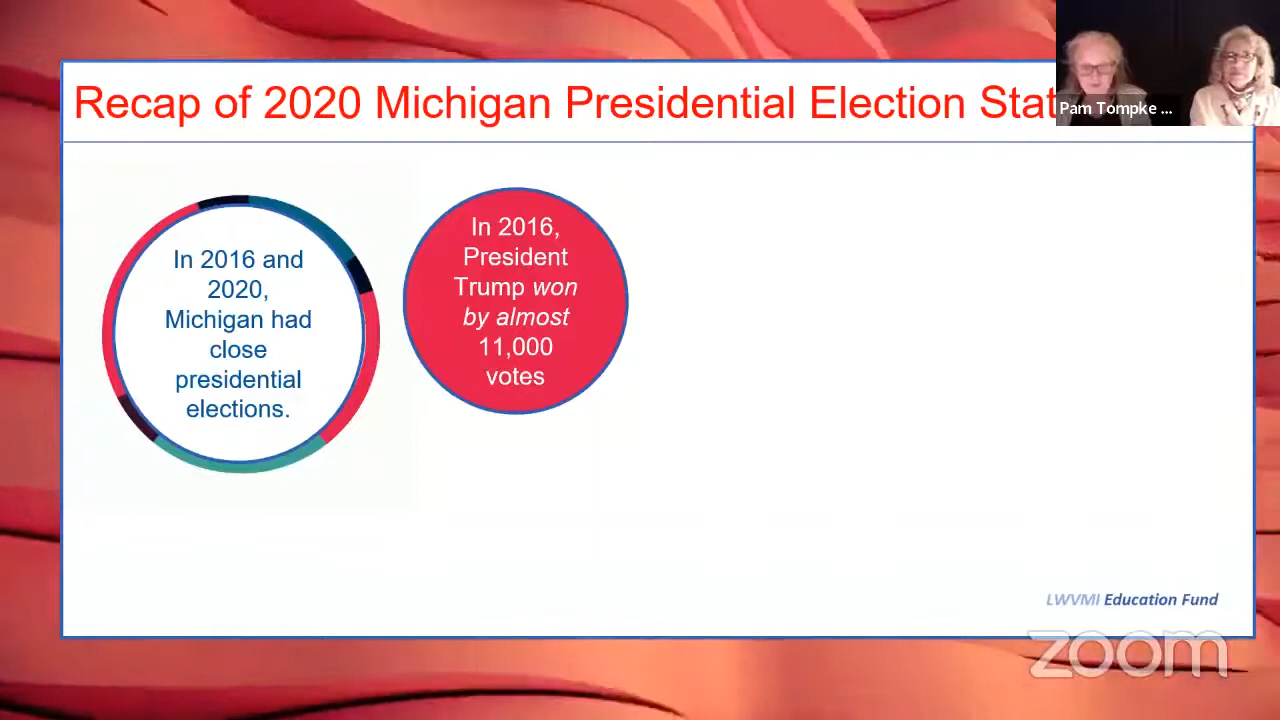 Recap of 2020 Michigan Presidential Election Stat
Pam Tompke ...
In 2016 and
2020,
Michigan had
close
presidential
elections.
In 2016,
President
Trump won
by almost
11,000
votes
LWVMI Education Fund
zoom